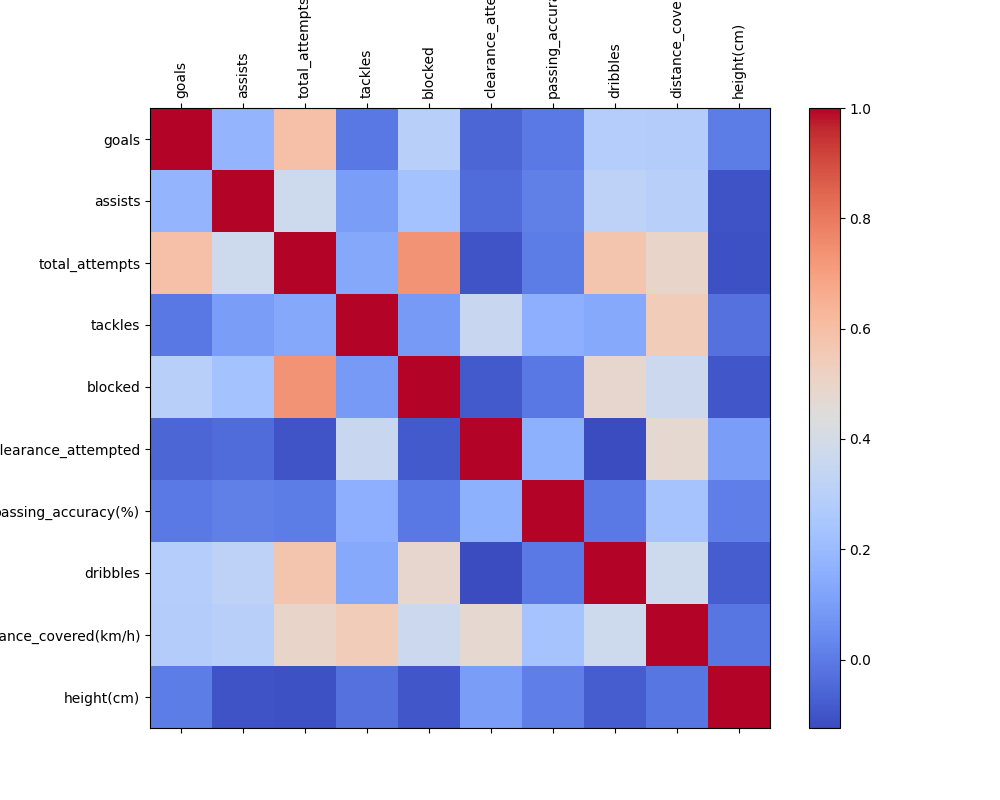 goals
assists
total_attempts
tackles
blocked
clearance_atte
passing_accura
dribbles
distance_cove
height(cm)
goals
assists
total_attempts
tackles
blocked
learance_attempted
assing_accuracy(%)
dribbles
ance_covered(km/h)
height(cm)
1.0
0.8
0.6
0.4
0.2
0.0